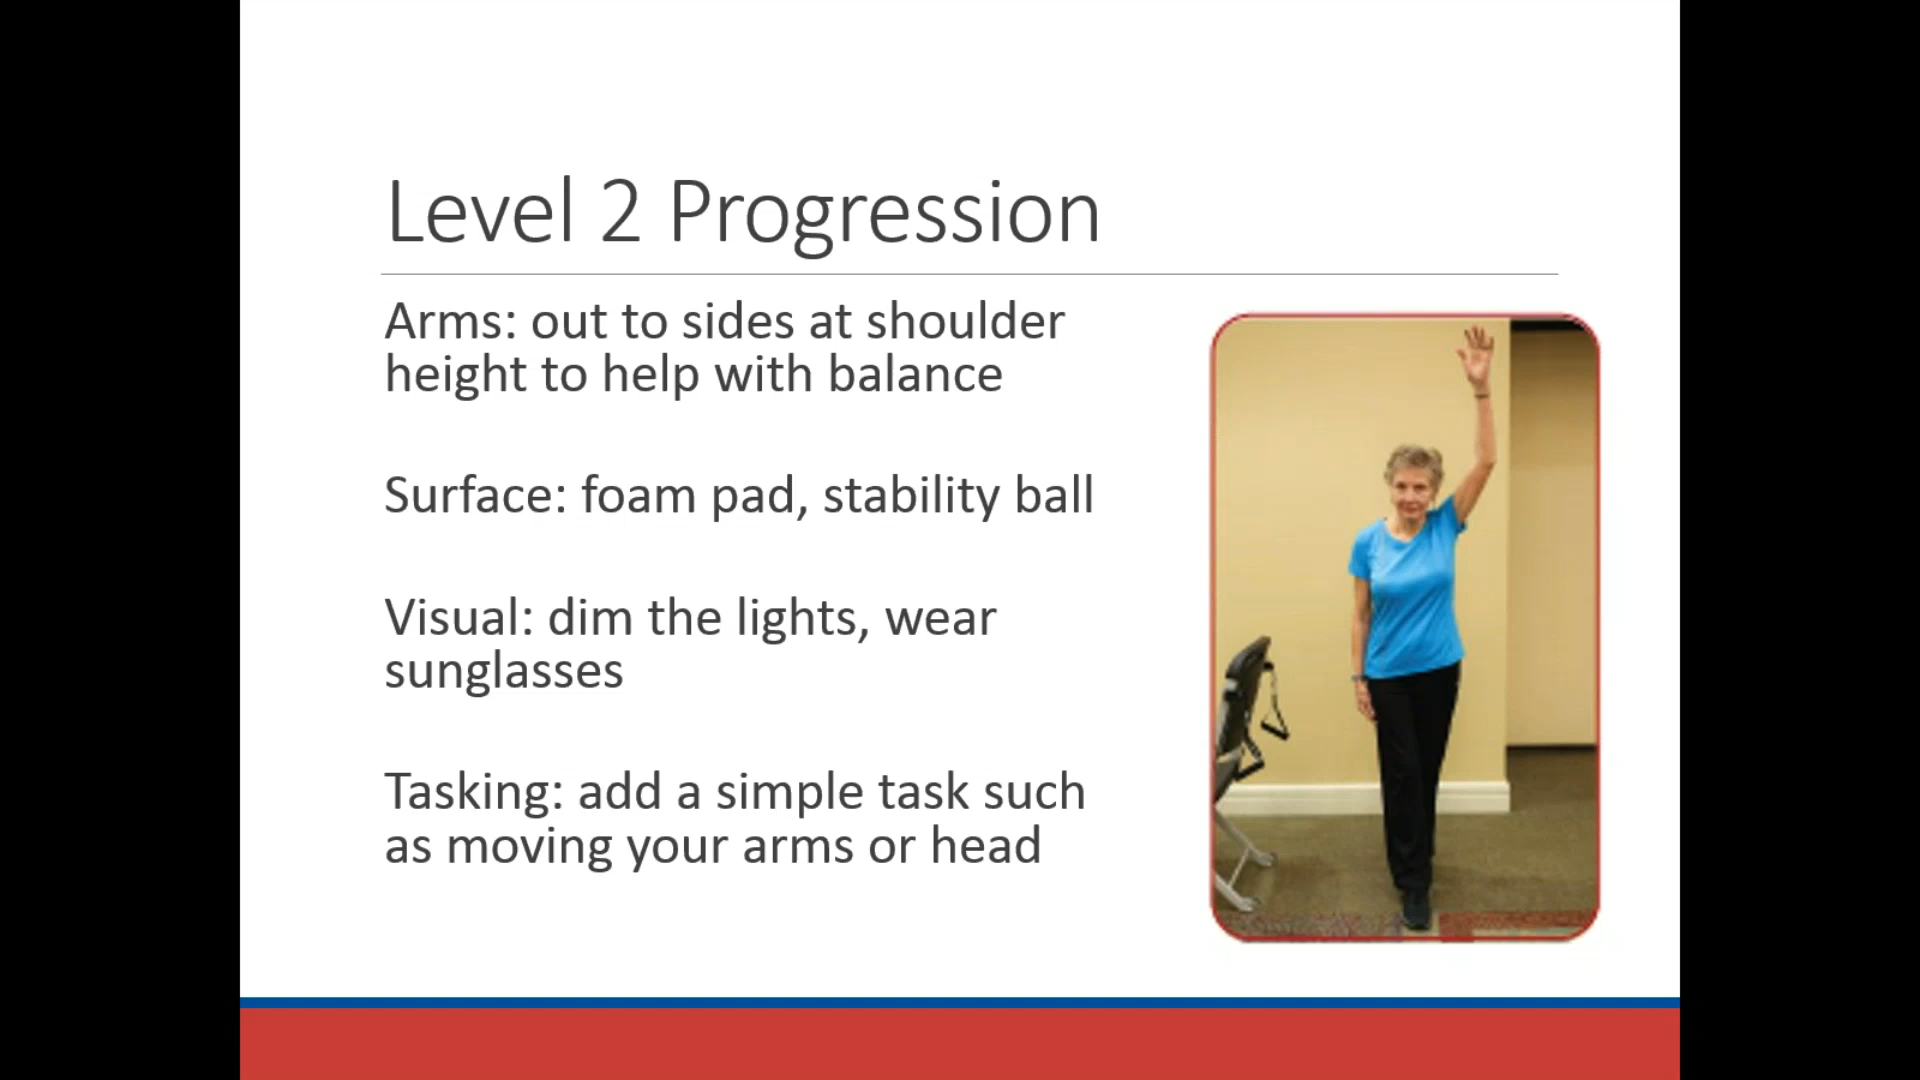 Level 2 Progression
Arms: out to sides at shoulder
height to help with balance
Surface: foam pad, stability ball
Visual: dim the lights, wear
sunglasses
Tasking: add a simple task such
as moving your arms or head